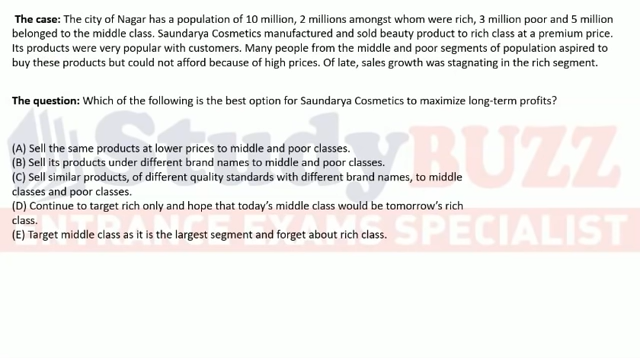 The case: The city of Nagar has a population of 10 million, 2 millions amongst whom were rich, 3 million poor and 5 million
belonged to the middle class. Saundarya Cosmetics manufactured and sold beauty product to rich class at a premium price.
Its products were very popular with customers. Many people from the middle and poor segments of population aspired to
buy these products but could not afford because of high prices. Of late, sales growth was stagnating in the rich segment.
The question: Which of the following is the best option for Saundarya Cosmetics to maximize long-term profits?
(A) Sell the same products at lower prices to middle and poor classes.
(B) Sell its products under different brand names to middle and poor classes.
(C) Sell similar products, of different quality standards with different brand names, to middle
classes and poor classes.
(D) Continue to target rich only and hope that today's middle class would be tomorrow's rich
class.
(E) Target middle class as it is the largest segment and forget about rich class.
StudyBUZZ
ENTRANCE EXAMS SPECIALIST